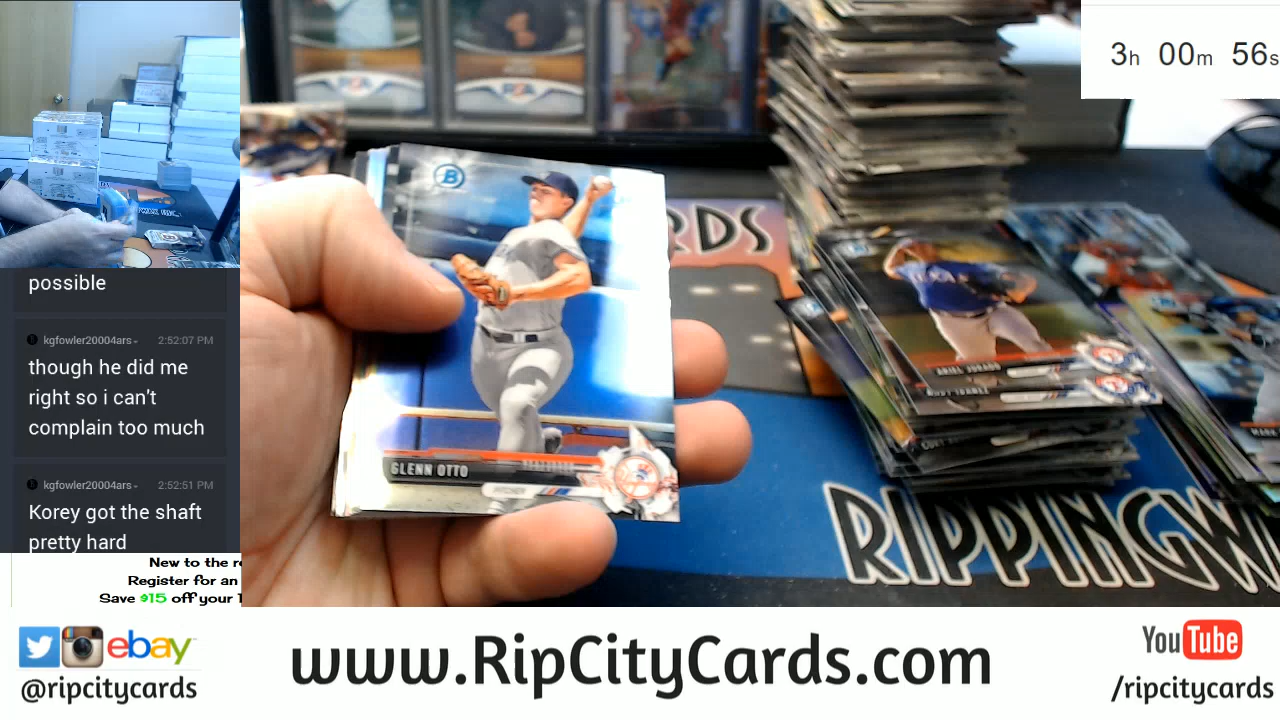 3h 00m 56s
possible
kgfowler20004ars
2:52:07 PM
though he did me
right so i can't
complain too much
kgfowler20004ars
2:52:51 PM
Korey got the shaft
pretty hard
New to the
Register for an
Save $15 off your
B
GLENN OTTO
RDS
ARIEL JURADO
RIPPINGW
ebay
@ripcitycards
www.RipCityCards.com
YouTube
/ripcitycards